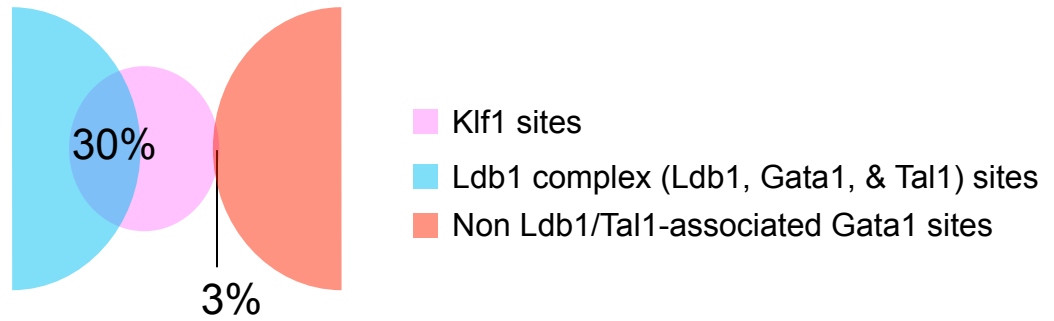 30%
3%
Klf1 sites
Ldb1 complex (Ldb1, Gata1, & Tal1) sites
Non Ldb1/Tal1-associated Gata1 sites